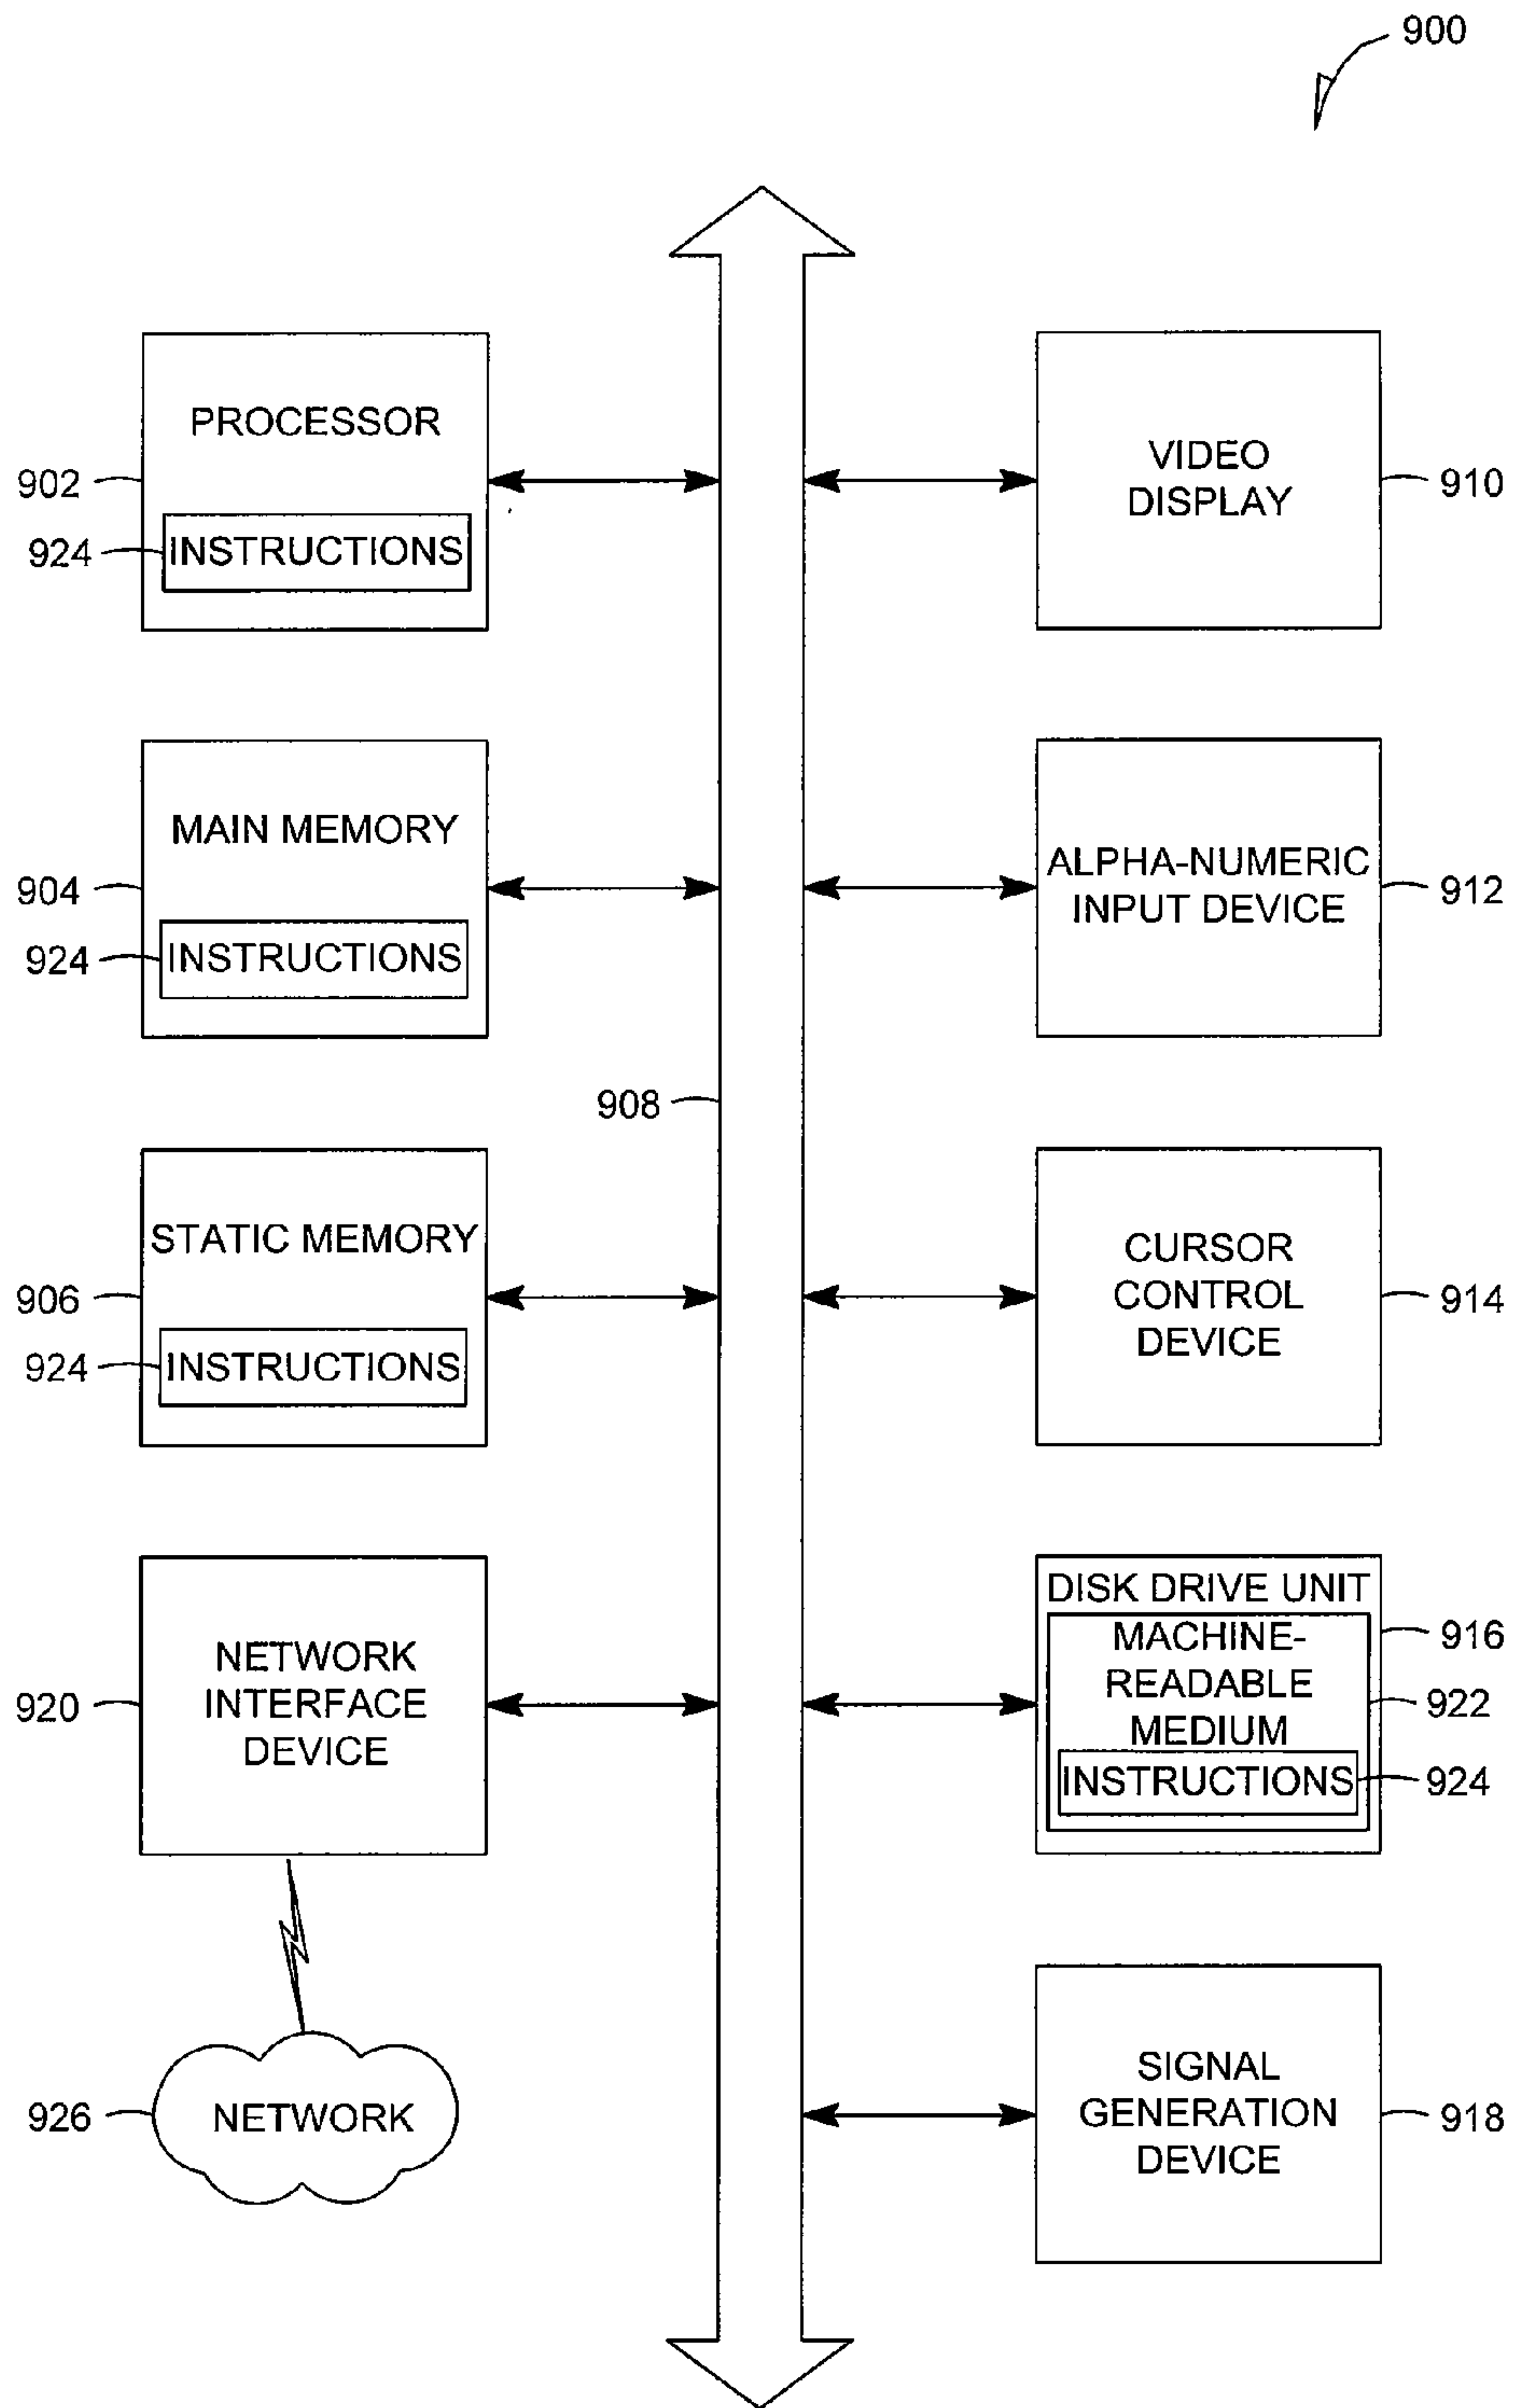 900
PROCESSOR
902
924
INSTRUCTIONS
VIDEO
DISPLAY
910
MAIN MEMORY
904
924
INSTRUCTIONS
ALPHA-NUMERIC
INPUT DEVICE
912
908
STATIC MEMORY
906
924
INSTRUCTIONS
CURSOR
CONTROL
DEVICE
914
NETWORK
INTERFACE
DEVICE
920
DISK DRIVE UNIT
916
MACHINE-
READABLE
MEDIUM
922
INSTRUCTIONS
924
926
NETWORK
SIGNAL
GENERATION
DEVICE
918